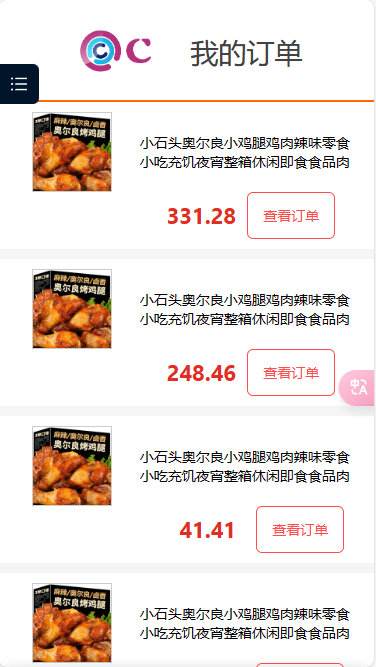 C 我的订单
麻辣/奥尔良/卤香
奥尔良烤鸡腿
小石头奥尔良小鸡腿鸡肉辣味零食
小吃充饥夜宵整箱休闲即食食品肉
331.28 查看订单
麻辣/奥尔良/卤香
奥尔良烤鸡腿
小石头奥尔良小鸡腿鸡肉辣味零食
小吃充饥夜宵整箱休闲即食食品肉
248.46 查看订单
中
A
麻辣/奥尔良/卤香
奥尔良烤鸡腿
小石头奥尔良小鸡腿鸡肉辣味零食
小吃充饥夜宵整箱休闲即食食品肉
41.41 查看订单
麻辣/奥尔良/卤香
奥尔良烤鸡腿
小石头奥尔良小鸡腿鸡肉辣味零食
小吃充饥夜宵整箱休闲即食食品肉